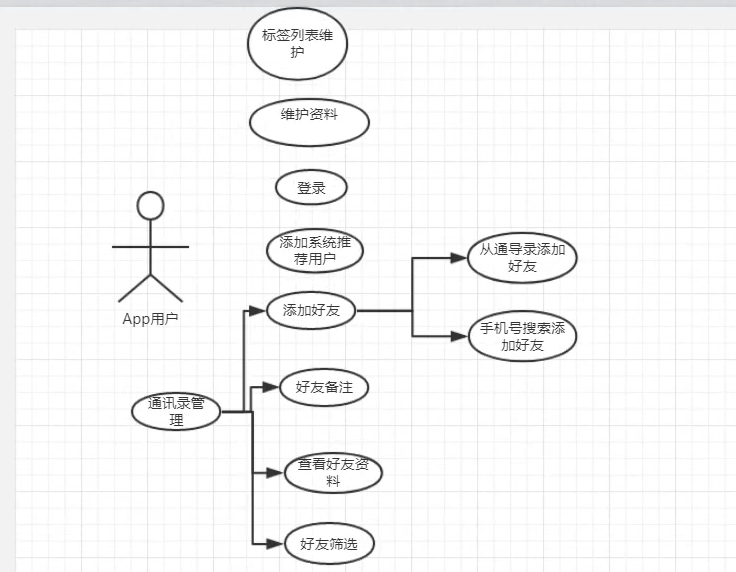 标签列表维
护
维护资料
登录
添加系统推
荐用户
App用户
添加好友
从通导录添加
好友
手机号搜索添
加好友
好友备注
通讯录管
理
查看好友资
料
好友筛选